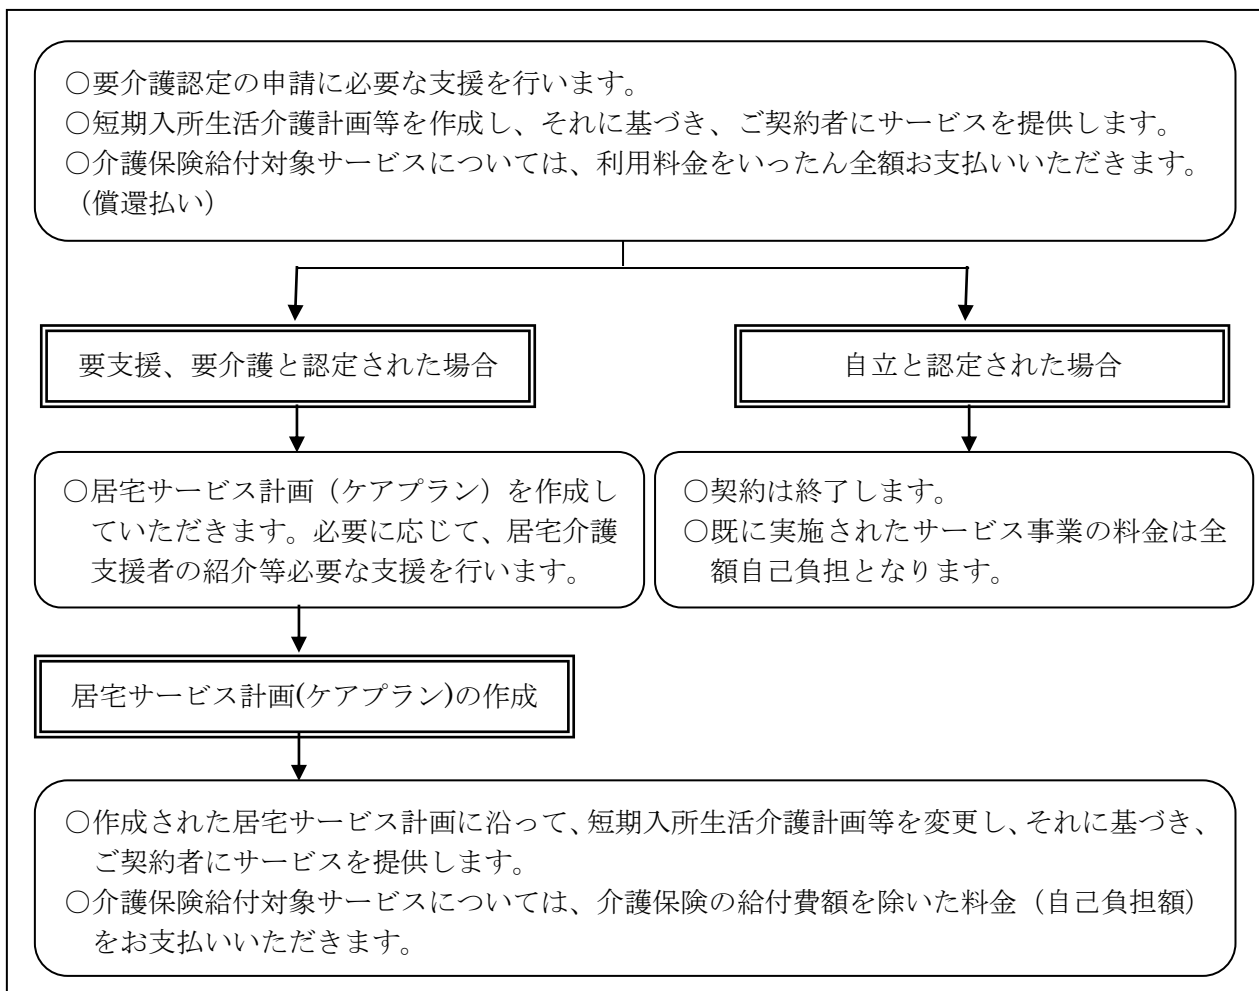 ○要介護認定の申請に必要な支援を行います。
○短期入所生活介護計画等を作成し、それに基づき、ご契約者にサービスを提供します。
○介護保険給付対象サービスについては、利用料金をいったん全額お支払いいただきます。
（償還払い）
要支援、要介護と認定された場合
自立と認定された場合
○居宅サービス計画（ケアプラン）を作成し
ていただきます。必要に応じて、居宅介護
支援者の紹介等必要な支援を行います。
○契約は終了します。
○既に実施されたサービス事業の料金は全
額自己負担となります。
居宅サービス計画(ケアプラン)の作成
○作成された居宅サービス計画に沿って、短期入所生活介護計画等を変更し、それに基づき、
ご契約者にサービスを提供します。
○介護保険給付対象サービスについては、介護保険の給付費額を除いた料金（自己負担額）
をお支払いいただきます。